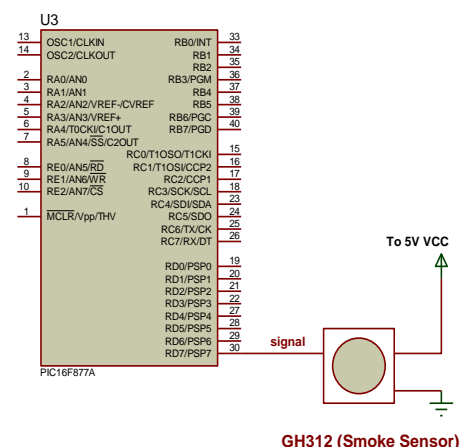 U3
13 OSC1/CLKIN RB0/INT 33
14 OSC2/CLKOUT RB1 34
RB2 35
2 RA0/AN0 RB3/PGM 36
3 RA1/AN1 RB4 37
4 RA2/AN2/VREF-/CVREF RB5 38
5 RA3/AN3/VREF+ RB6/PGC 39
6 RA4/T0CKI/C1OUT RB7/PGD 40
7 RA5/AN4/SS/C2OUT
RC0/T1OSO/T1CKI 15
8 RE0/AN5/RD RC1/T1OSI/CCP2 16
9 RE1/AN6/WR RC2/CCP1 17
10 RE2/AN7/CS RC3/SCK/SCL 18
RC4/SDI/SDA 23
1 MCLR/Vpp/THV RC5/SDO 24
RC6/TX/CK 25
RC7/RX/DT 26
To 5V VCC
RD0/PSP0 19
RD1/PSP1 20
RD2/PSP2 21
RD3/PSP3 22
RD4/PSP4 27
RD5/PSP5 28
RD6/PSP6 29
RD7/PSP7 30
signal
PIC16F877A
GH312 (Smoke Sensor)